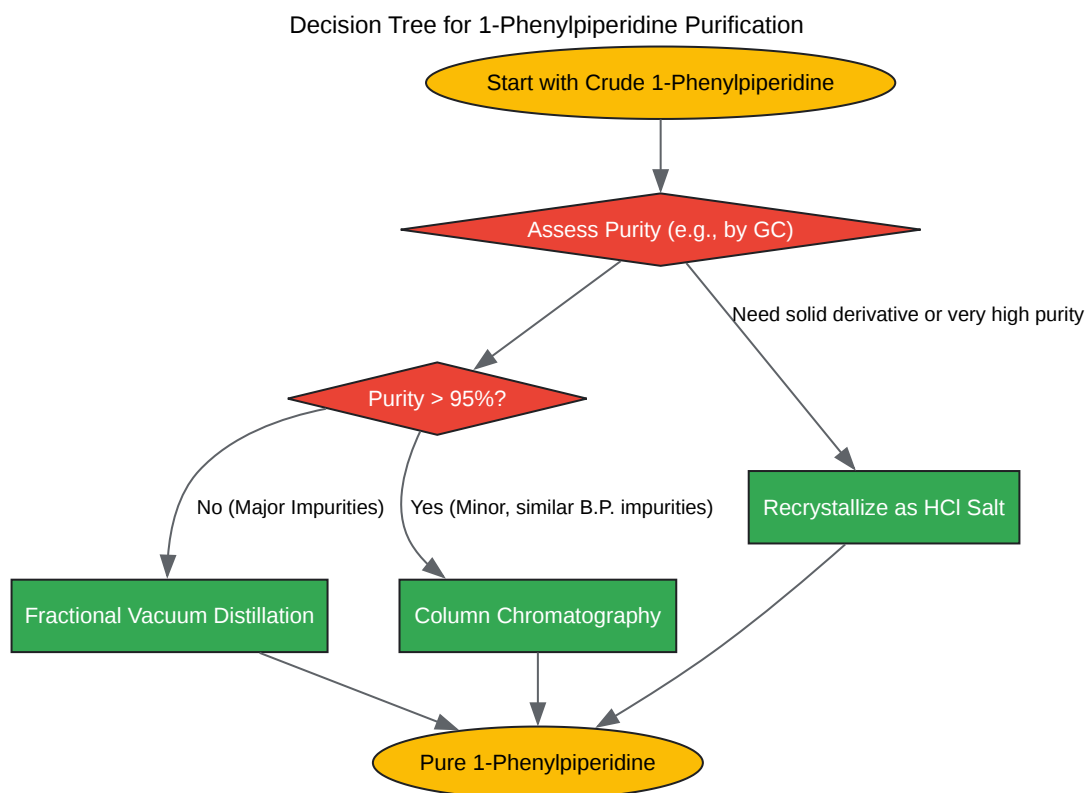 Decision Tree for 1-Phenylpiperidine Purification
Start with Crude 1-Phenylpiperidine
Assess Purity (e.g., by GC)
Need solid derivative or very high purity
Purity > 95%?
No (Major Impurities)
Yes (Minor, similar B.P. impurities)
Recrystallize as HCl Salt
Fractional Vacuum Distillation
Column Chromatography
Pure 1-Phenylpiperidine